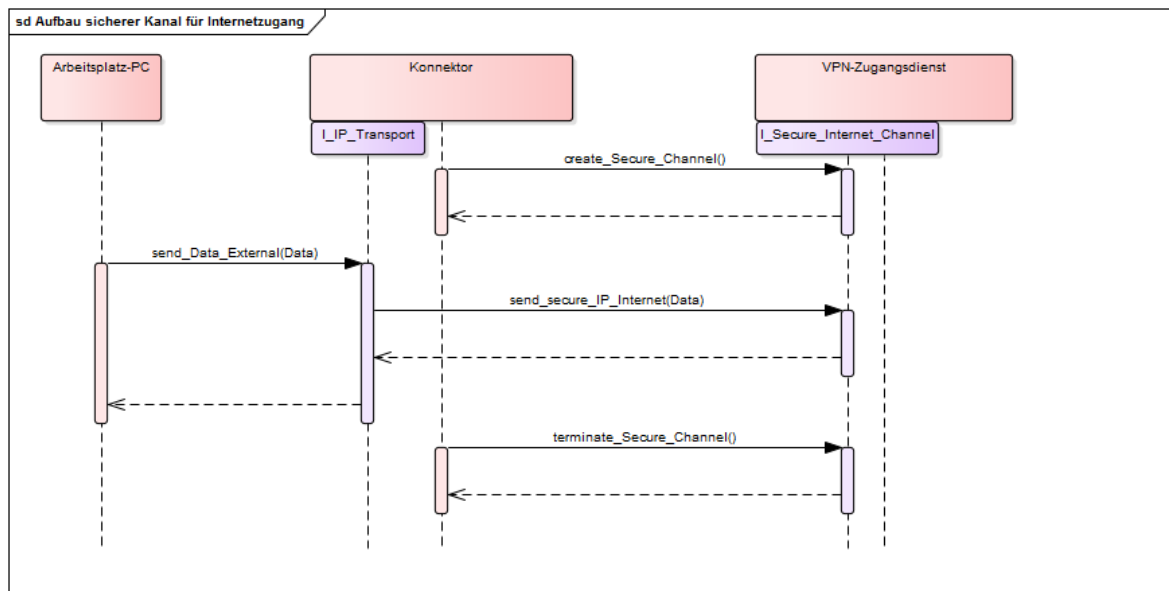 sd Aufbau sicherer Kanal für Internetzugang
Arbeitsplatz-PC
Konnektor
VPN-Zugangsdienst
I_IP_Transport
I_Secure_Internet_Channel
create_Secure_Channel()
send_Data_External(Data)
send_secure_IP_Internet(Data)
terminate_Secure_Channel()